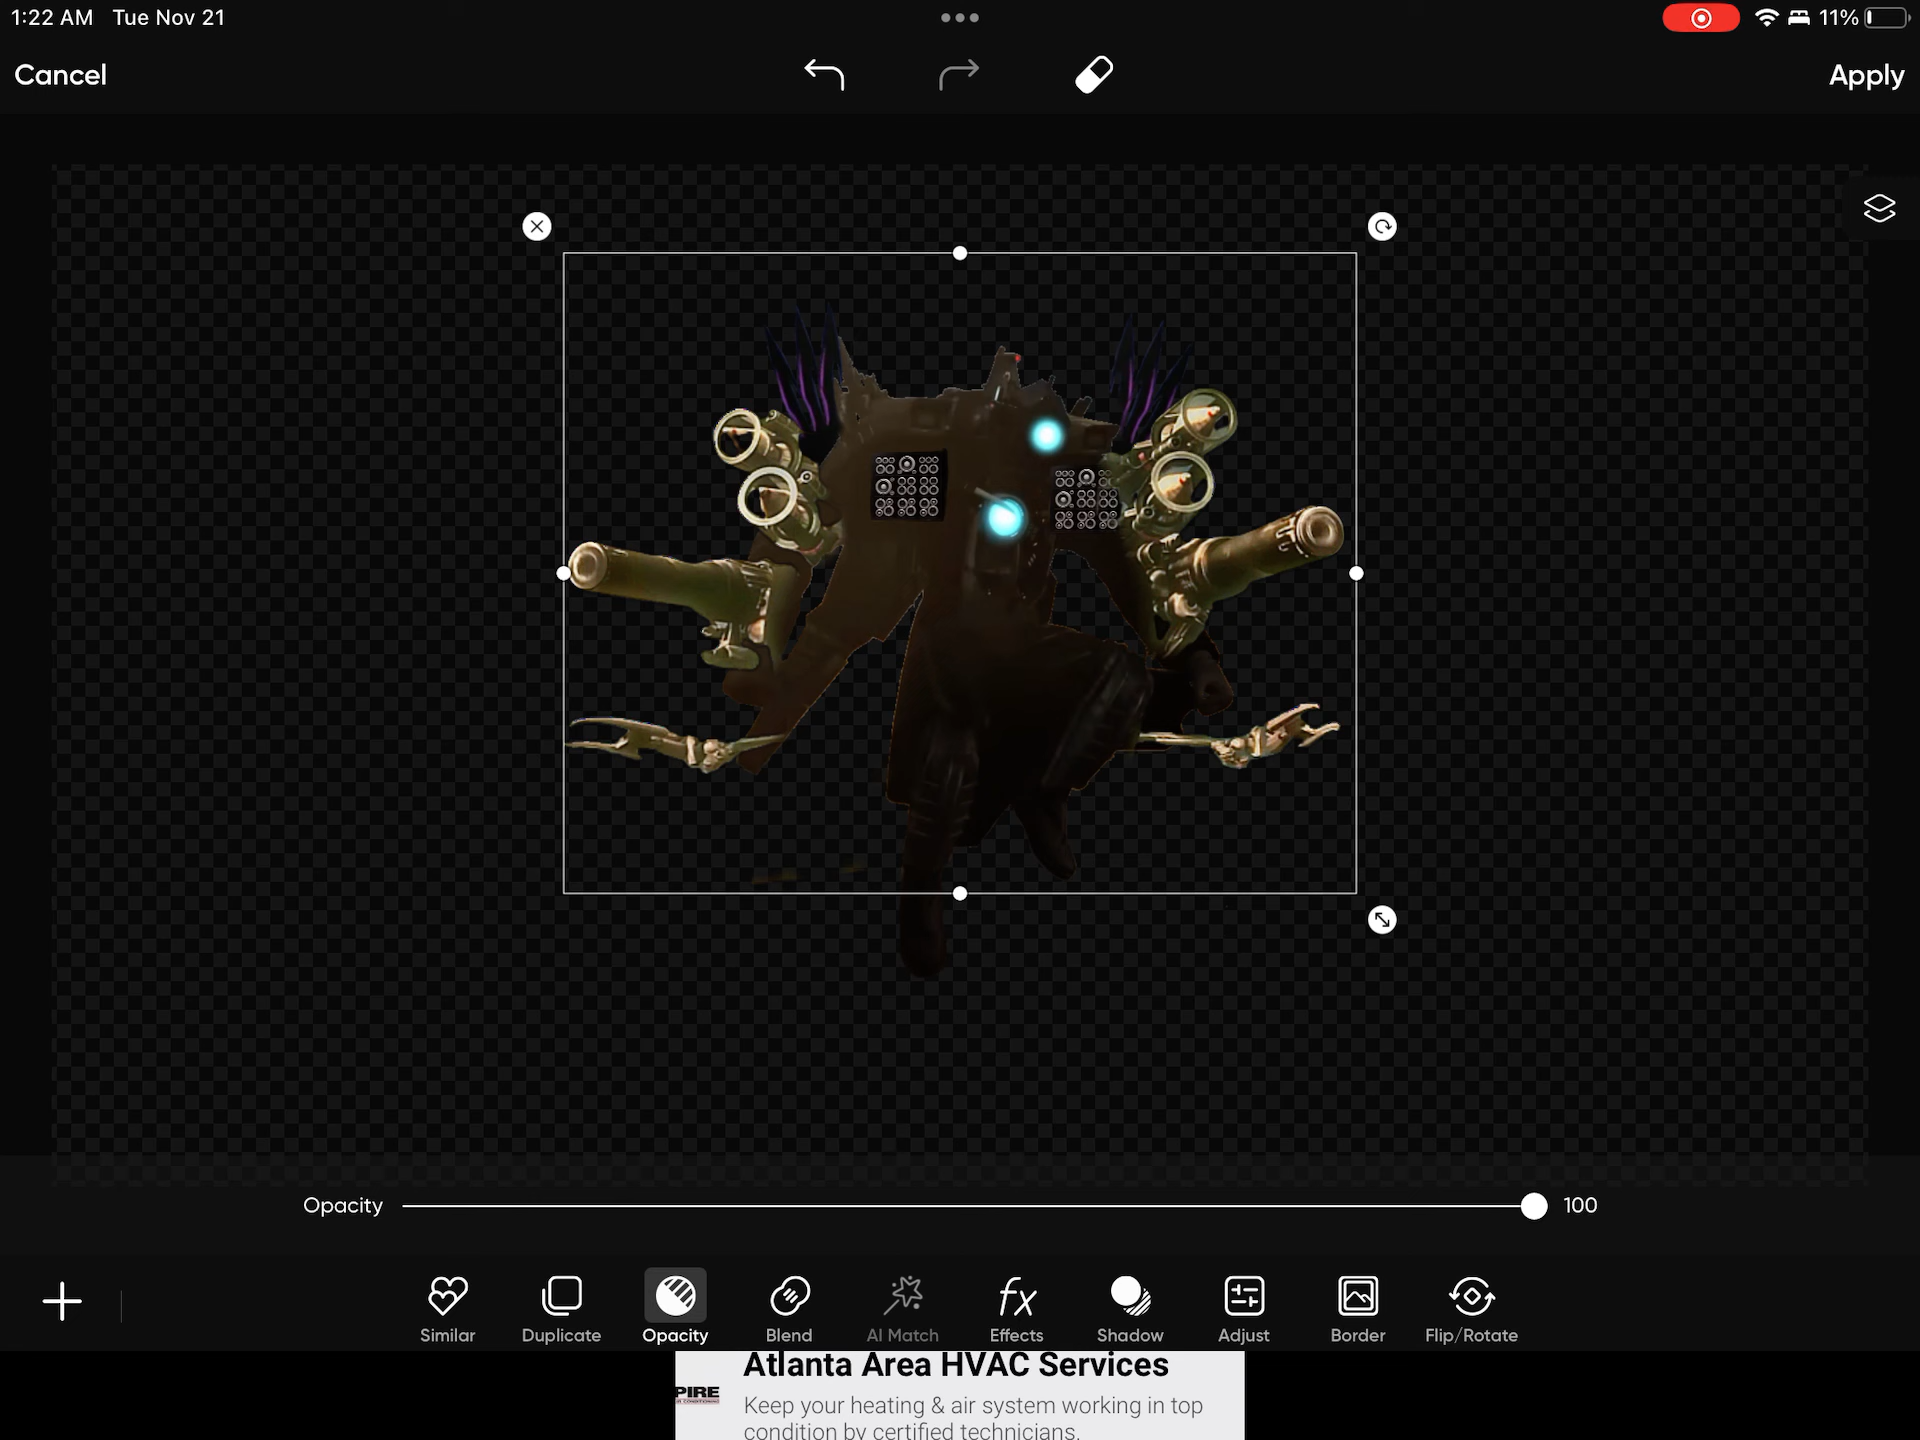 1:22 AM Tue Nov 21
11%
Cancel
Apply
Opacity
100
Similar
Duplicate
Opacity
Blend
AI Match
fx
Effects
Shadow
Adjust
Border
Flip/Rotate
Atlanta Area HVAC Services
PIRE
Keep your heating & air system working in top
condition by certified technicians.